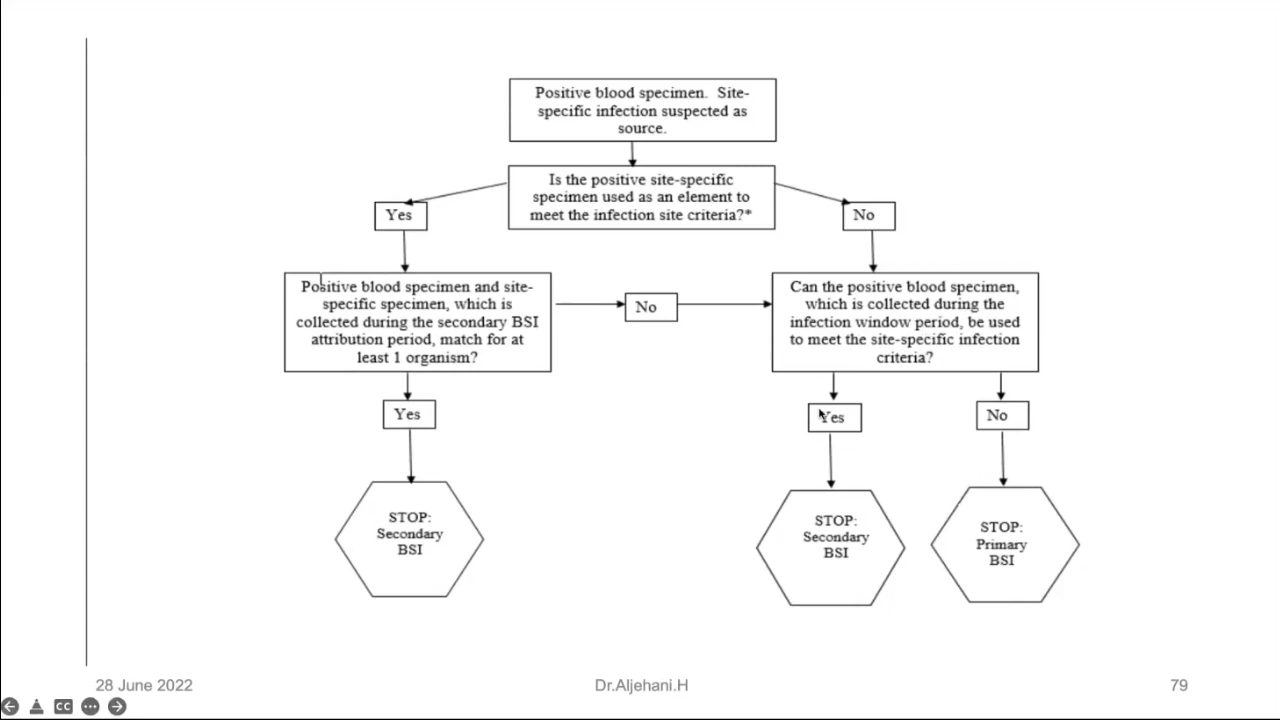 Positive blood specimen. Site-
specific infection suspected as
source.
Is the positive site-specific
specimen used as an element to
meet the infection site criteria?*
Yes
No
Positive blood specimen and site-
specific specimen, which is
collected during the secondary BSI
attribution period, match for at
least 1 organism?
No
Can the positive blood specimen,
which is collected during the
infection window period, be used
to meet the site-specific infection
criteria?
Yes
Yes
No
STOP:
Secondary
BSI
STOP:
Secondary
BSI
STOP:
Primary
BSI
28 June 2022
Dr.Aljehani.H
79
CC